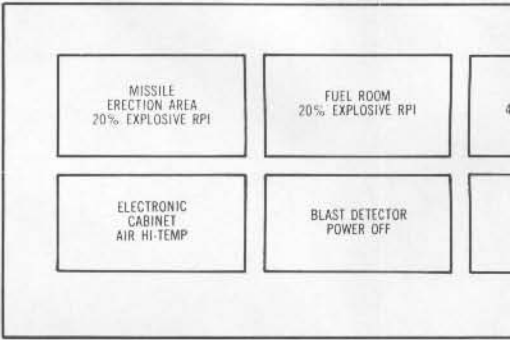 MISSILE
ERECTION AREA
20% EXPLOSIVE RPI
FUEL ROOM
20% EXPLOSIVE RPI
4
ELECTRONIC
CABINET
AIR HI-TEMP
BLAST DETECTOR
POWER OFF